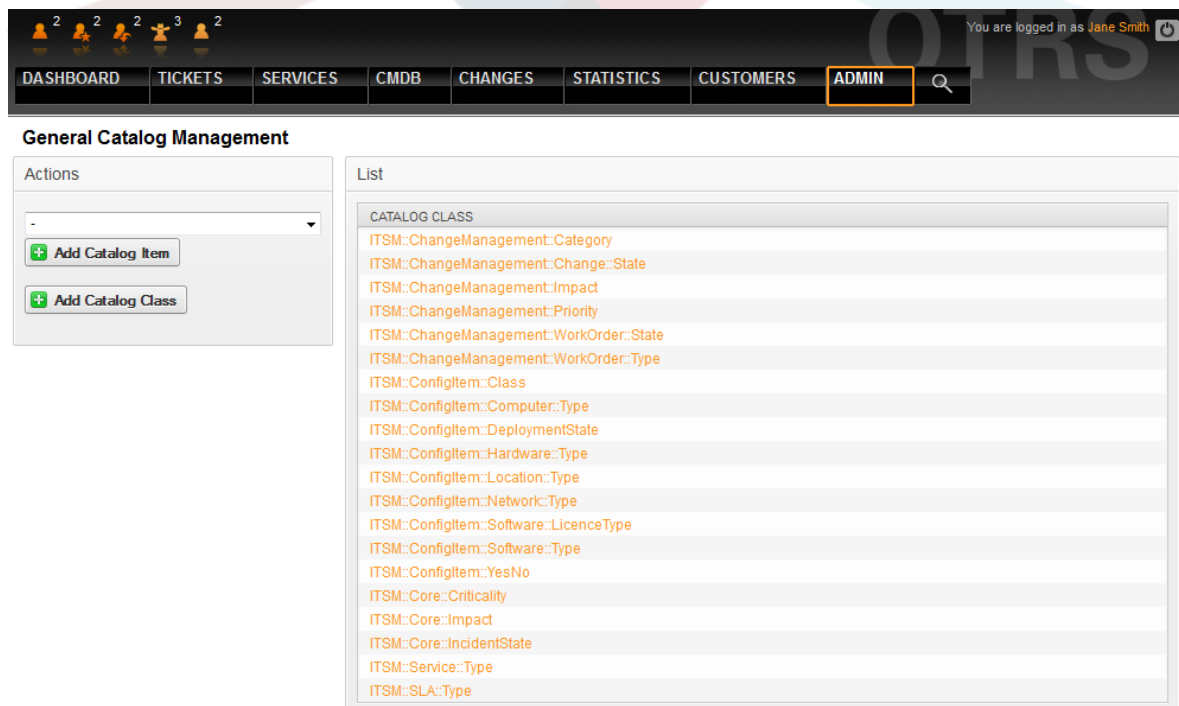 2 2 2 3 2
OTRS
You are logged in as Jane Smith
DASHBOARD TICKETS SERVICES CMDB CHANGES STATISTICS CUSTOMERS ADMIN
General Catalog Management
Actions
-
Add Catalog Item
Add Catalog Class
List
CATALOG CLASS
ITSM::ChangeManagement::Category
ITSM::ChangeManagement::Change::State
ITSM::ChangeManagement::Impact
ITSM::ChangeManagement::Priority
ITSM::ChangeManagement::WorkOrder::State
ITSM::ChangeManagement::WorkOrder::Type
ITSM::ConfigItem::Class
ITSM::ConfigItem::Computer::Type
ITSM::ConfigItem::DeploymentState
ITSM::ConfigItem::Hardware::Type
ITSM::ConfigItem::Location::Type
ITSM::ConfigItem::Network::Type
ITSM::ConfigItem::Software::LicenceType
ITSM::ConfigItem::Software::Type
ITSM::ConfigItem::YesNo
ITSM::Core::Criticality
ITSM::Core::Impact
ITSM::Core::IncidentState
ITSM::Service::Type
ITSM::SLA::Type